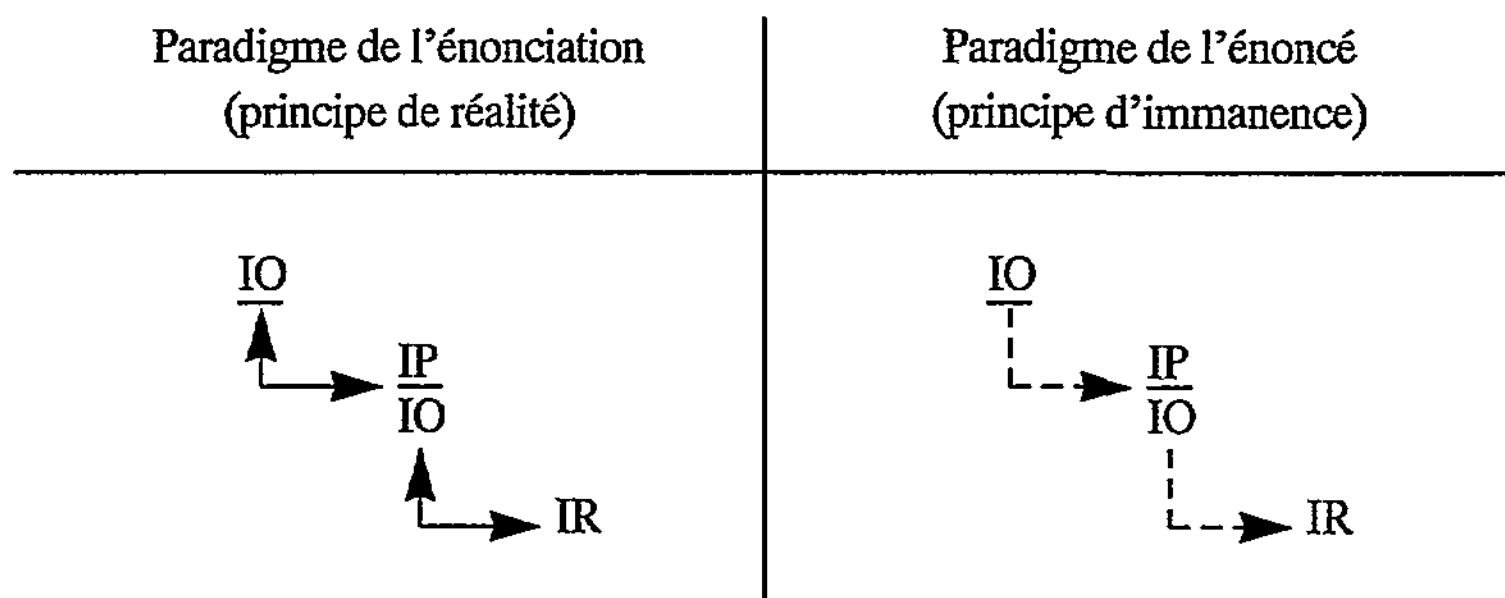 Paradigme de l'énonciation
(principe de réalité)
Paradigme de l'énoncé
(principe d'immanence)
IO
IP
IO
IR
IO
IP
IO
IR